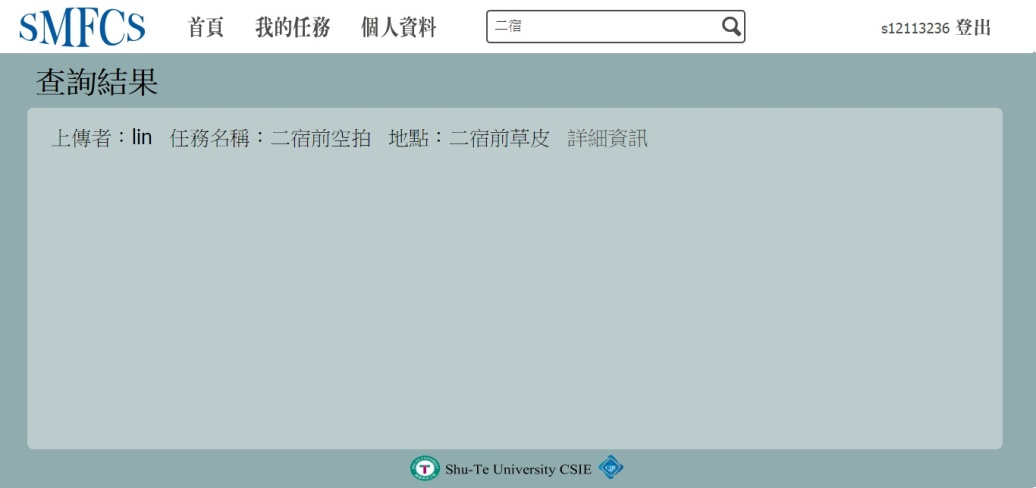 SMFCS 首頁 我的任務 個人資料 二宿 s12113236 登出
查詢結果
上傳者：lin 任務名稱：二宿前空拍 地點：二宿前草皮 詳細資訊
Shu-Te University CSIE